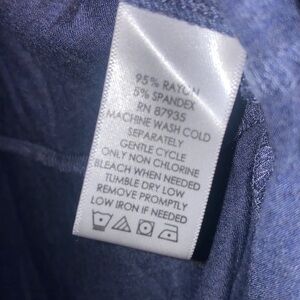 95% RAYON
5% SPANDEX
RN 87935
MACHINE WASH COLD
SEPARATELY
GENTLE CYCLE
ONLY NON CHLORINE
BLEACH WHEN NEEDED
TUMBLE DRY LOW
REMOVE PROMPTLY
LOW IRON IF NEEDED